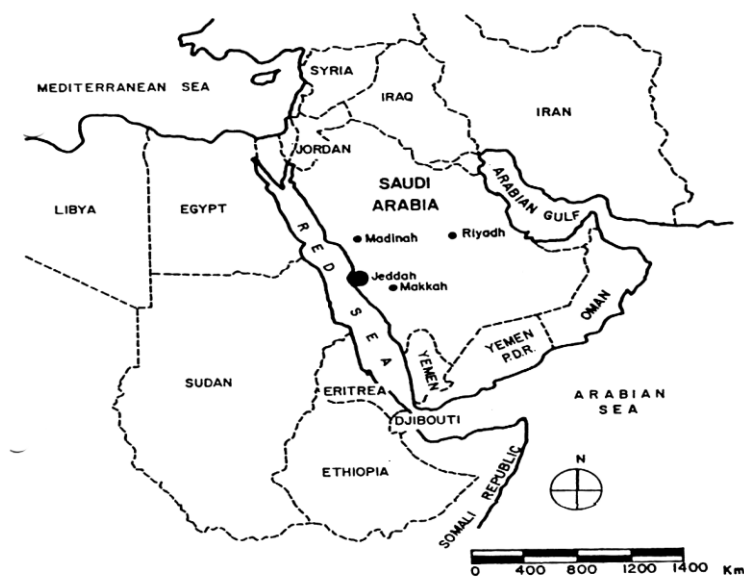 SYRIA
MEDITERRANEAN SEA
IRAQ
IRAN
JORDAN
SAUDI
ARABIA
ARABIAN GULF
LIBYA
EGYPT
RED SEA
Madinah
Riyadh
Jeddah
Makkah
OMAN
YEMEN
YEMEN
P.D.R.
SUDAN
ERITREA
ARABIAN
SEA
DJIBOUTI
ETHIOPIA
SOMALI REPUBLIC
N
0 400 800 1200 1400 Km